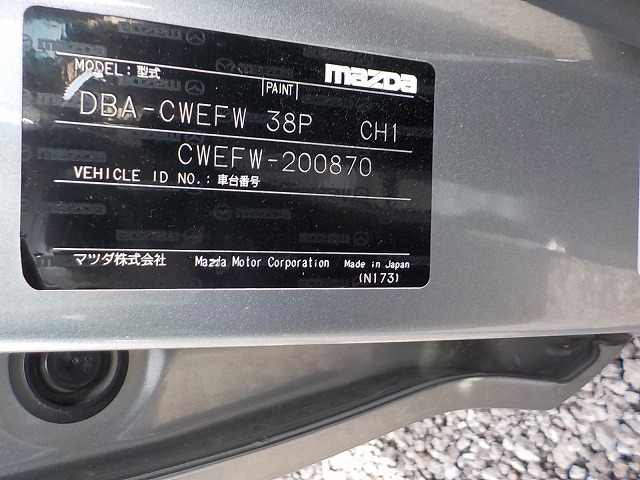 MODEL: 型式
PAINT
mazda
DBA-CWEFW 38P CH1
CWEFW-200870
VEHICLE ID NO.: 車台番号
マツダ株式会社 Mazda Motor Corporation Made in Japan
(N173)